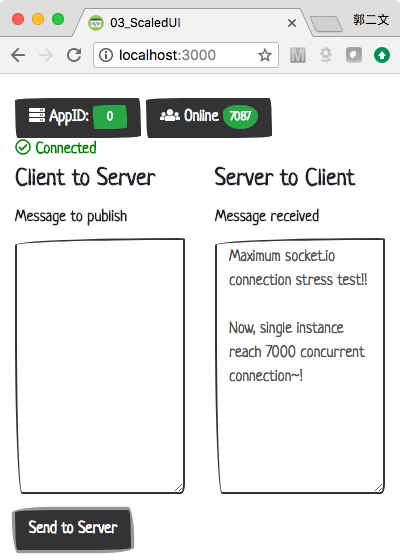 03_ScaledUI
郭二文
localhost:3000
AppID: 0
Online 7087
Connected
Client to Server
Message to publish
Server to Client
Message received
Maximum socket.io
connection stress test!!
Now, single instance
reach 7000 concurrent
connection~!
Send to Server